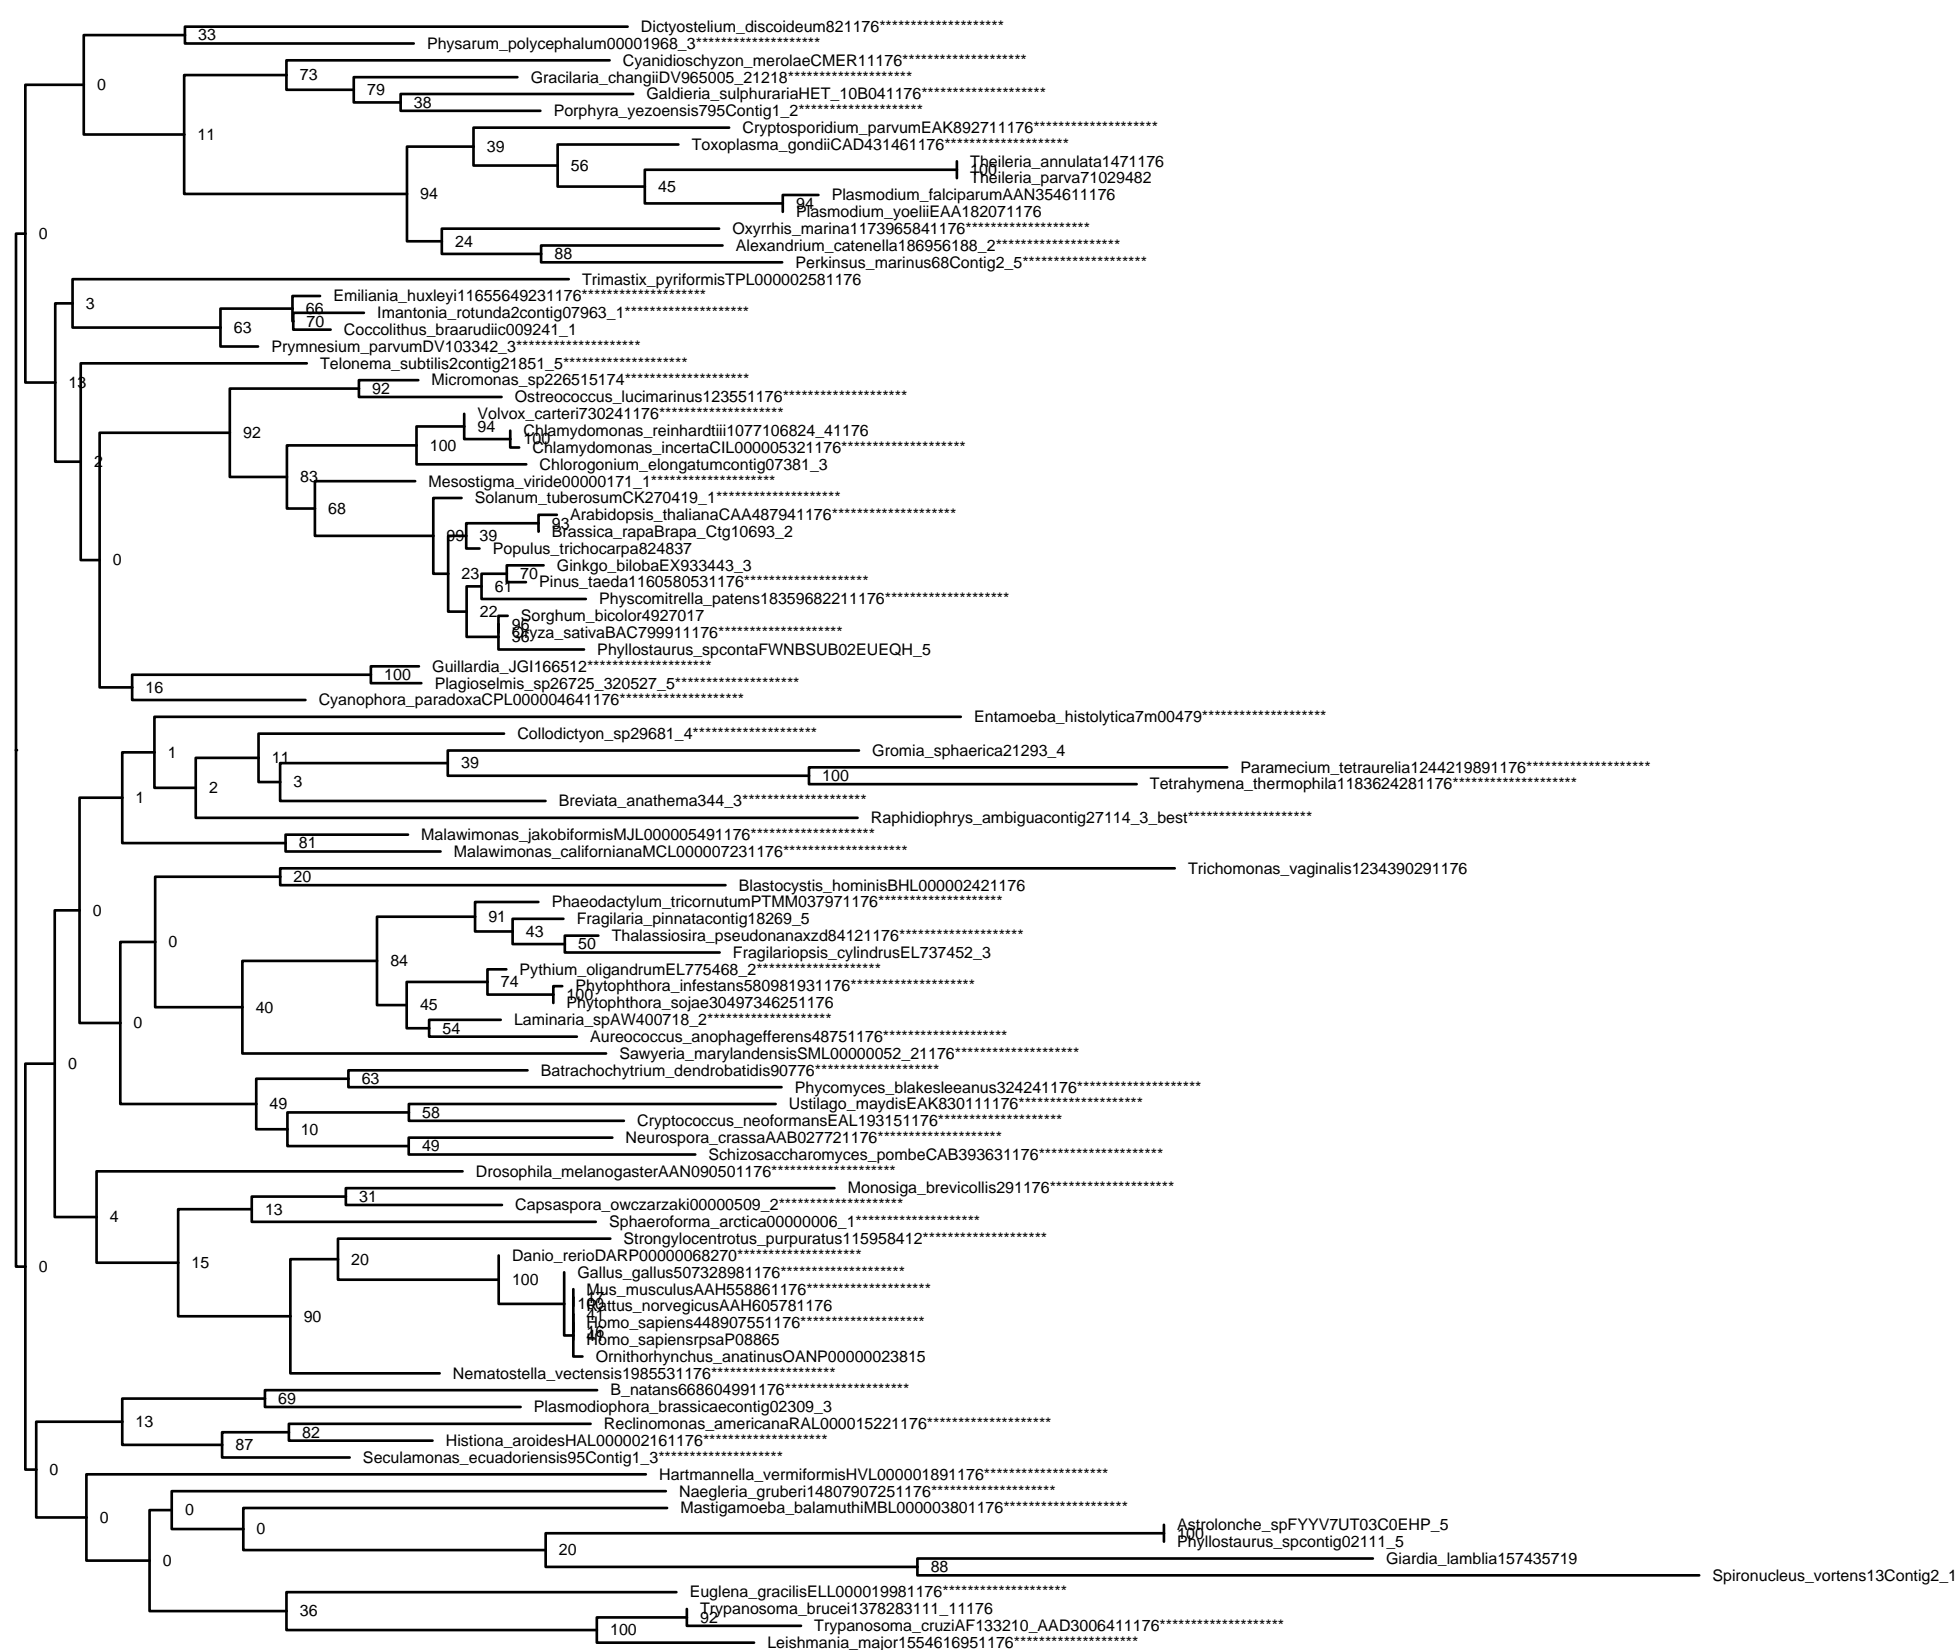 Dictyostelium_discoideum821176********************
33
Physarum_polycephalum00001968_3********************
Cyanidioschyzon_merolaeCMER11176********************
73
Gracilaria_changiiDV965005_21218********************
0
79
Galdieria_sulphurariaHET_10B041176********************
38
Porphyra_yezoensis795Contig1_2********************
Cryptosporidium_parvumEAK892711176********************
11
39
Toxoplasma_gondiiCAD431461176********************
Theileria_annulata1471176
56
100
Theileria_parva71029482
45
94
Plasmodium_falciparumAAN354611176
94
Plasmodium_yoeliiEAA182071176
Oxyrrhis_marina1173965841176********************
0
24
Alexandrium_catenella186956188_2********************
88
Perkinsus_marinus68Contig2_5********************
Trimastix_pyriformisTPL000002581176
3
Emiliania_huxleyi11655649231176********************
66
Imantonia_rotunda2contig07963_1********************
70
63
Coccolithus_braarudiic009241_1
Prymnesium_parvumDV103342_3********************
Telonema_subtilis2contig21851_5********************
13
Micromonas_sp226515174********************
92
Ostreococcus_lucimarinus123551176********************
Volvox_carteri730241176********************
94
92
Chlamydomonas_reinhardtiii1077106824_41176
100
100
Chlamydomonas_incertaCIL000005321176********************
2
Chlorogonium_elongatumcontig07381_3
83
Mesostigma_viride00000171_1********************
Solanum_tuberosumCK270419_1********************
68
Arabidopsis_thalianaCAA487941176********************
93
Brassica_rapaBrapa_Ctg10693_2
99
39
Populus_trichocarpa824837
0
Ginkgo_bilobaEX933443_3
23
70
Pinus_taeda1160580531176********************
61
Physcomitrella_patens18359682211176********************
22
Sorghum_bicolor4927017
96
Oryza_sativaBAC799911176********************
Phyllostaurus_spcontaFWNBSUB02EUEQH_5
Guillardia_JGI166512********************
100
Plagioselmis_sp26725_320527_5********************
16
Cyanophora_paradoxaCPL000004641176********************
Entamoeba_histolytica7m00479********************
Collodictyon_sp29681_4********************
1
11
Gromia_sphaerica21293_4
39
Paramecium_tetraurelia1244219891176********************
100
3
2
Tetrahymena_thermophila1183624281176********************
1
Breviata_anathema344_3********************
Raphidiophrys_ambiguacontig27114_3_best********************
Malawimonas_jakobiformisMJL000005491176********************
81
Malawimonas_californianaMCL000007231176********************
Trichomonas_vaginalis1234390291176
20
Blastocystis_hominisBHL000002421176
Phaeodactylum_tricornutumPTMM037971176********************
0
91
Fragilaria_pinnatacontig18269_5
43
Thalassiosira_pseudonanaxzd84121176********************
0
50
Fragilariopsis_cylindrusEL737452_3
84
Pythium_oligandrumEL775468_2********************
74
Phytophthora_infestans580981931176********************
100
Phytophthora_sojae30497346251176
45
40
Laminaria_spAW400718_2********************
0
54
Aureococcus_anophagefferens48751176********************
Sawyeria_marylandensisSML00000052_21176********************
0
Batrachochytrium_dendrobatidis90776********************
63
Phycomyces_blakesleeanus324241176********************
49
Ustilago_maydisEAK830111176********************
58
Cryptococcus_neoformansEAL193151176********************
10
Neurospora_crassaAAB027721176********************
49
Schizosaccharomyces_pombeCAB393631176********************
Drosophila_melanogasterAAN090501176********************
Monosiga_brevicollis291176********************
31
Capsaspora_owczarzaki00000509_2********************
13
4
Sphaeroforma_arctica00000006_1********************
Strongylocentrotus_purpuratus115958412********************
Danio_rerioDARP00000068270********************
20
15
0
Gallus_gallus507328981176********************
100
Mus_musculusAAH558861176********************
Rattus_norvegicusAAH605781176
90
Homo_sapiens448907551176********************
Homo_sapiensrpsaP08865
Ornithorhynchus_anatinusOANP00000023815
Nematostella_vectensis1985531176********************
B_natans668604991176********************
69
Plasmodiophora_brassicaecontig02309_3
13
Reclinomonas_americanaRAL000015221176********************
82
Histiona_aroidesHAL000002161176********************
87
Seculamonas_ecuadoriensis95Contig1_3********************
0
Hartmannella_vermiformisHVL000001891176********************
Naegleria_gruberi14807907251176********************
0
Mastigamoeba_balamuthiMBL000003801176********************
0
0
Astrolonche_spFYYV7UT03C0EHP_5
100
Phyllostaurus_spcontig02111_5
20
Giardia_lamblia157435719
0
88
Spironucleus_vortens13Contig2_1
Euglena_gracilisELL000019981176********************
36
Trypanosoma_brucei1378283111_11176
92
Trypanosoma_cruziAF133210_AAD3006411176********************
100
Leishmania_major1554616951176********************